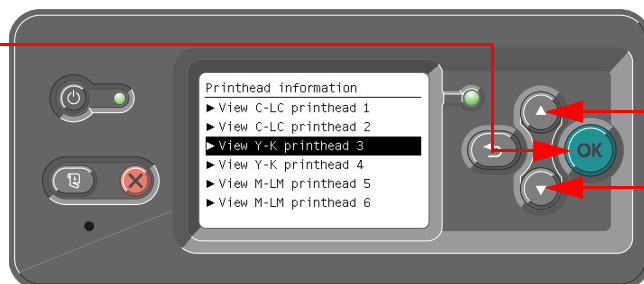 Printhead information
►View C-LC printhead 1
►View C-LC printhead 2
►View Y-K printhead 3
►View Y-K printhead 4
►View M-LM printhead 5
►View M-LM printhead 6
OK